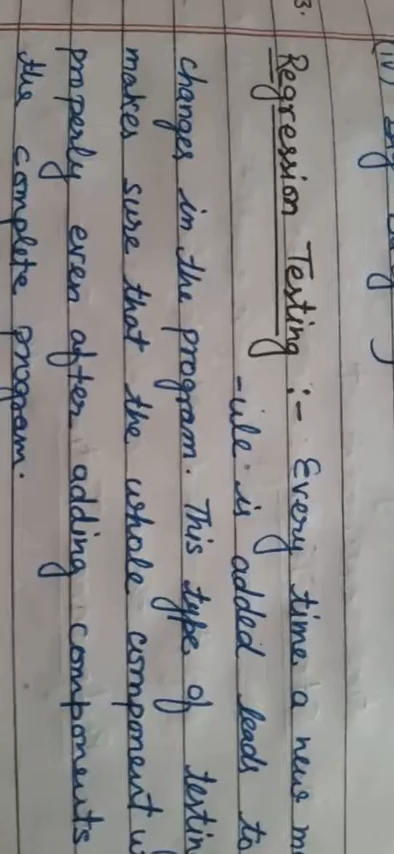 3. Regression Testing :- Every time a new m
-ule is added leads to
changes in the program. This type of testin
makes sure that the whole component w
properly even after adding components
the complete program.